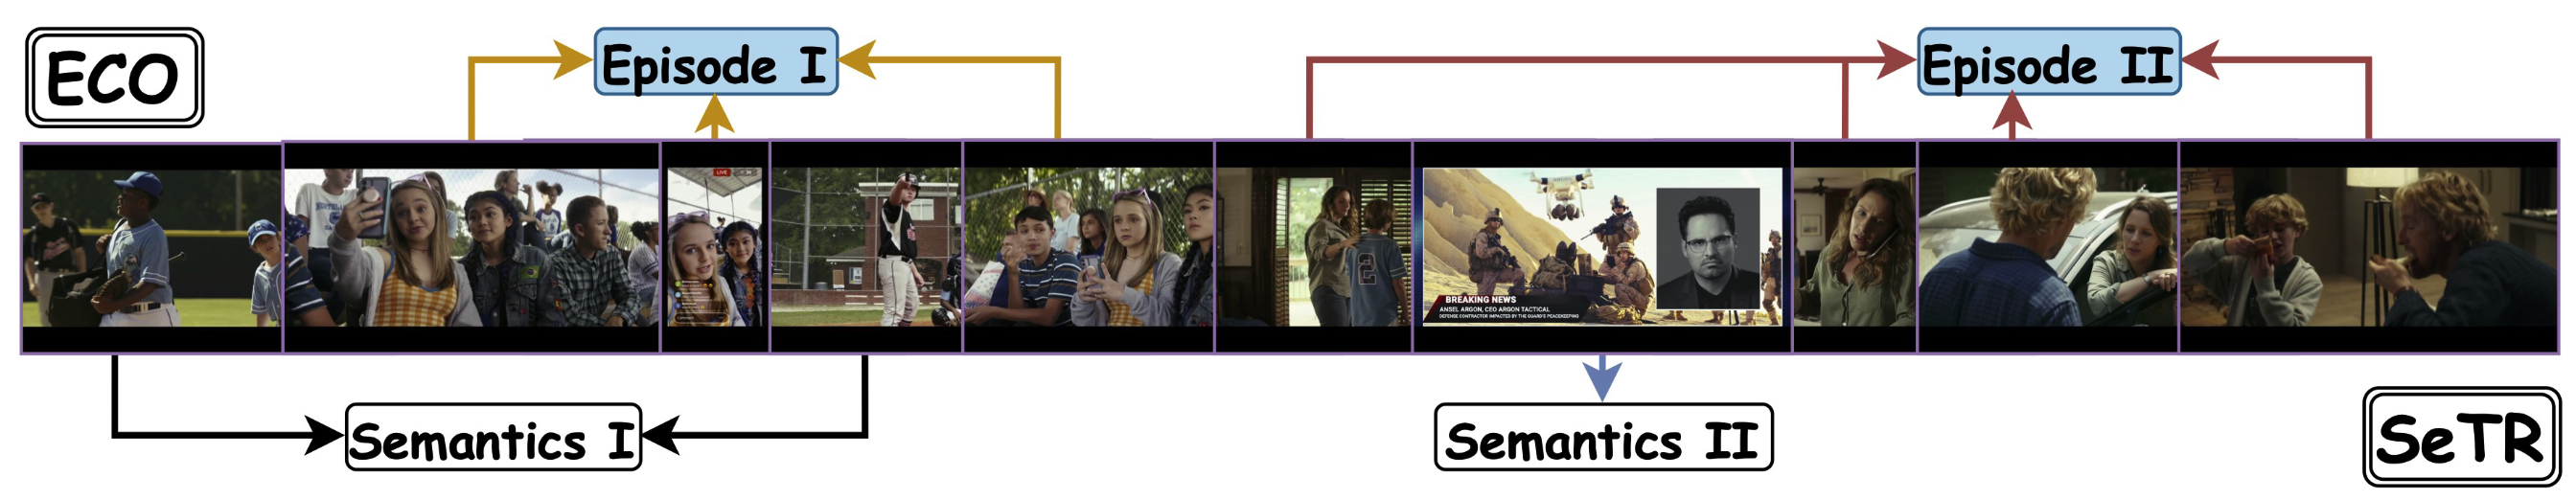 ECO
Episode I
Episode II
LIVE
2
BREAKING NEWS
ANSEL ARGON, CEO ARGON TACTICAL
DEFENSE CONTRACTOR IMPACTED BY THE GUARD'S PEACEKEEPING
Semantics I
Semantics II
SeTR